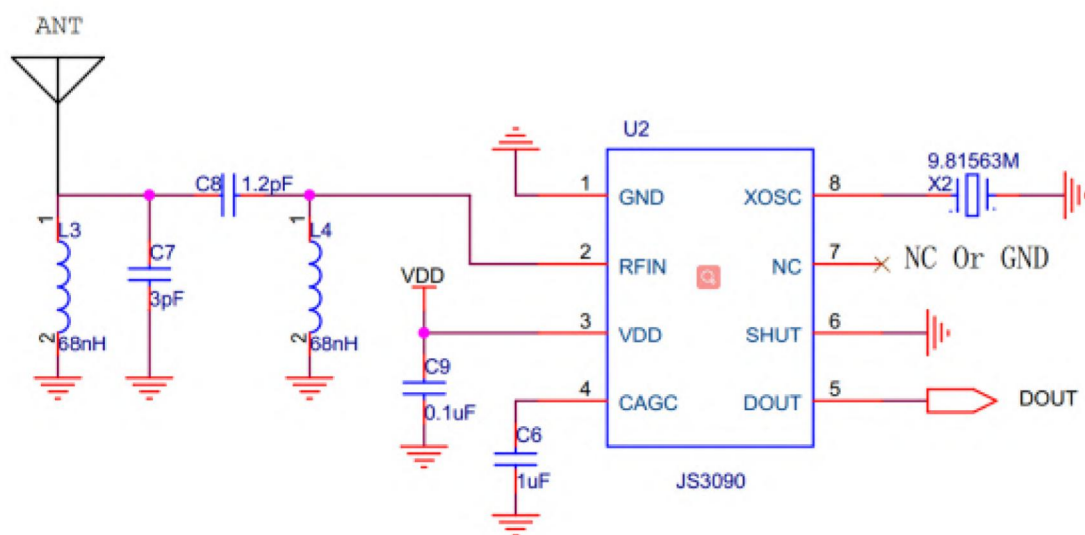 ANT
U2
9.81563M
C8
1.2pF
1
GND
XOSC
8
X2
1
L3
1
L4
C7
2
RFIN
NC
7
NC Or GND
3pF
VDD
2
68nH
2
68nH
3
VDD
SHUT
6
C9
0.1uF
4
CAGC
DOUT
5
DOUT
C6
1uF
JS3090